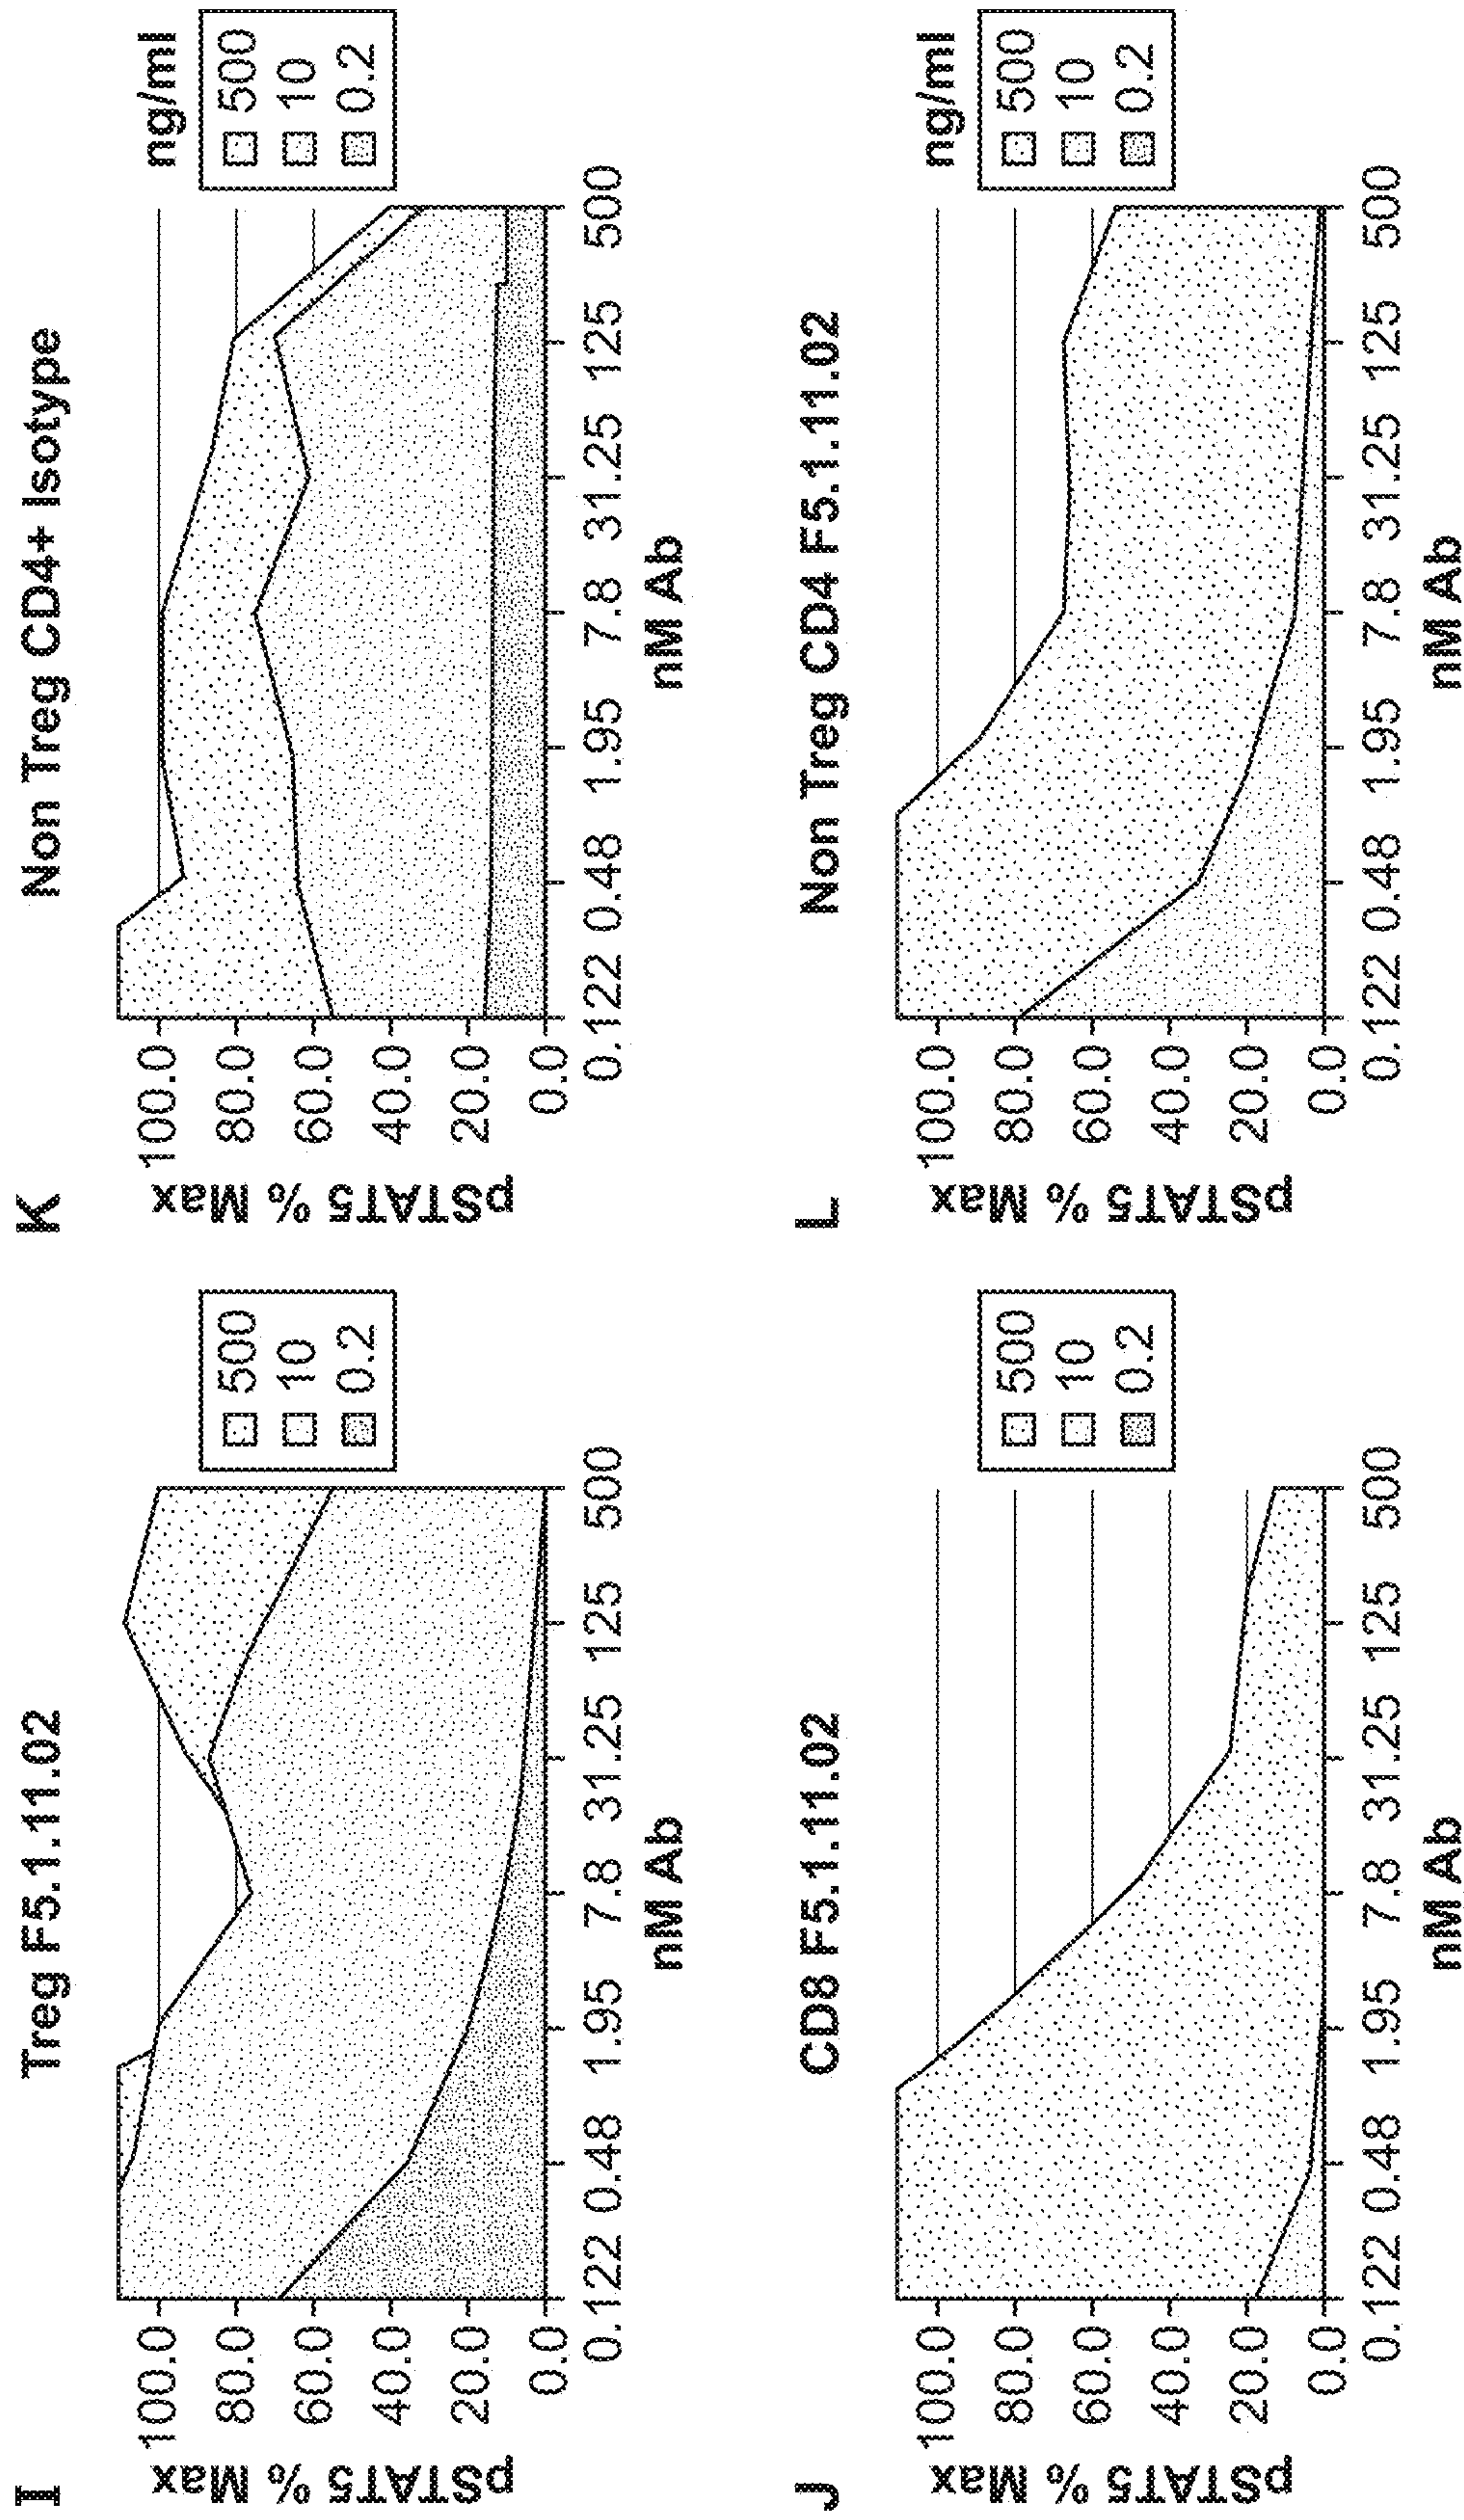 I
Treg F5.1.11.02
pSTAT5 % Max
100.0
80.0
60.0
40.0
20.0
0.0
0.122 0.48 1.95 7.8 31.25 125 500
nM Ab
500
10
0.2
K
Non Treg CD4+ Isotype
pSTAT5 % Max
100.0
80.0
60.0
40.0
20.0
0.0
0.122 0.48 1.95 7.8 31.25 125 500
nM Ab
ng/ml
500
10
0.2
J
CD8 F5.1.11.02
pSTAT5 % Max
100.0
80.0
60.0
40.0
20.0
0.0
0.122 0.48 1.95 7.8 31.25 125 500
nM Ab
500
10
0.2
L
Non Treg CD4 F5.1.11.02
pSTAT5 % Max
100.0
80.0
60.0
40.0
20.0
0.0
0.122 0.48 1.95 7.8 31.25 125 500
nM Ab
ng/ml
500
10
0.2